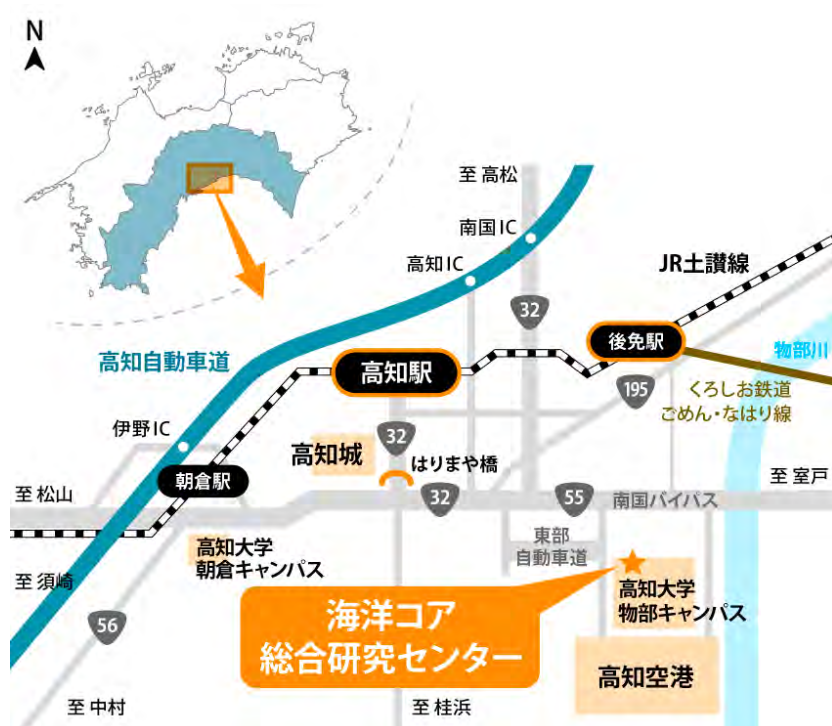 N
至 高松
南国 IC
高知 IC
JR土讃線
32
後免駅
物部川
高知自動車道
高知駅
195
くろしお鉄道
ごめん・なはり線
伊野 IC
32
高知城
はりまや橋
朝倉駅
至 松山
32
55
南国バイパス
至 室戸
高知大学
朝倉キャンパス
東部
自動車道
至 須崎
高知大学
物部キャンパス
海洋コア
総合研究センター
56
高知空港
至 中村
至 桂浜